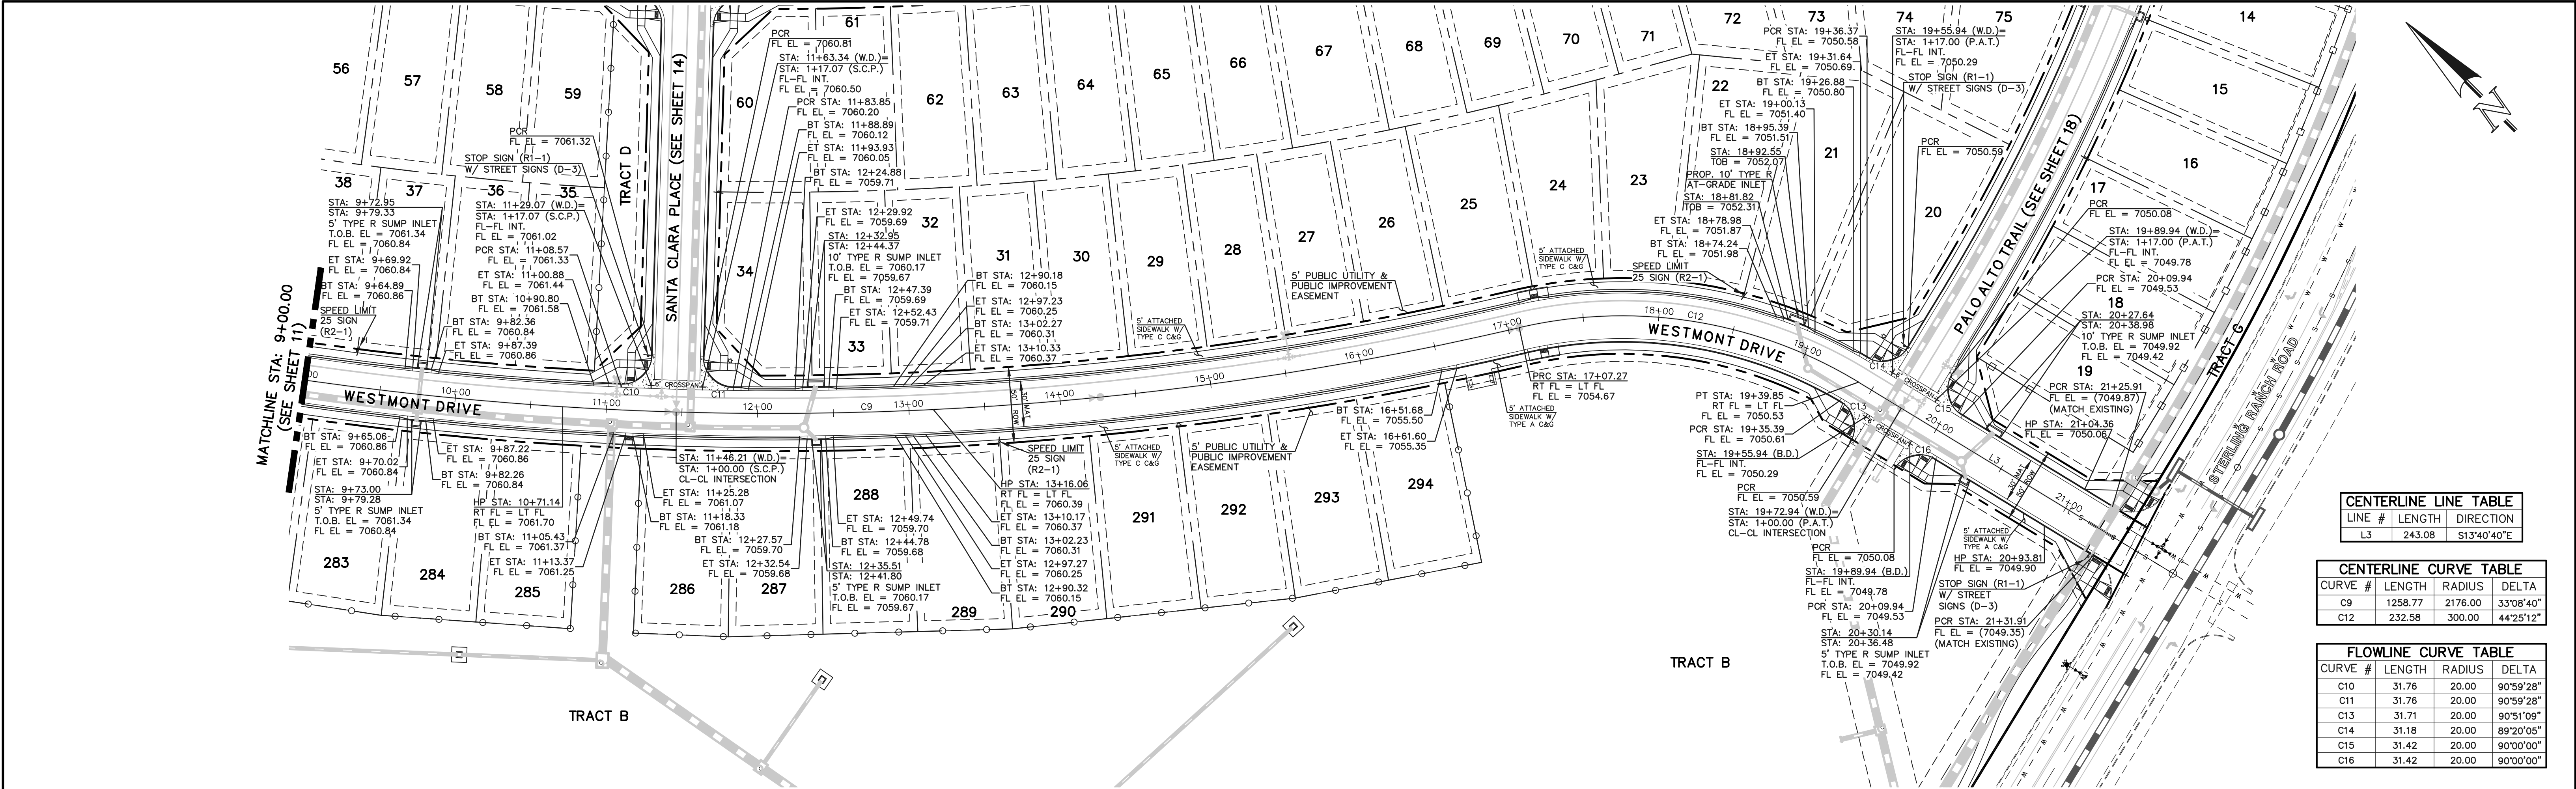 56
57
58
59
TRACT D
SANTA CLARA PLACE (SEE SHEET 14)
60
61
62
63
64
65
66
67
68
69
70
71
72
73
74
75
14
15
16
17
18
19
20
21
22
23
24
25
26
27
28
29
30
31
32
33
34
35
36
37
38
PCR
FL EL = 7061.32
STOP SIGN (R1-1)
W/ STREET SIGNS (D-3)
STA: 9+72.95
STA: 9+79.33
5' TYPE R SUMP INLET
T.O.B. EL = 7061.34
FL EL = 7060.84
ET STA: 9+69.92
FL EL = 7060.84
BT STA: 9+64.89
FL EL = 7060.86
SPEED LIMIT
25 SIGN
(R2-1)
STA: 11+29.07 (W.D.)=
STA: 1+17.07 (S.C.P.)
FL-FL INT.
FL EL = 7061.02
PCR STA: 11+08.57
FL EL = 7061.33
ET STA: 11+00.88
FL EL = 7061.44
BT STA: 10+90.80
FL EL = 7061.58
BT STA: 9+82.36
FL EL = 7060.84
ET STA: 9+87.39
FL EL = 7060.86
PCR
FL EL = 7060.81
STA: 11+63.34 (W.D.)=
STA: 1+17.07 (S.C.P.)
FL-FL INT.
FL EL = 7060.50
PCR STA: 11+83.85
FL EL = 7060.20
BT STA: 11+88.89
FL EL = 7060.12
ET STA: 11+93.93
FL EL = 7060.05
BT STA: 12+24.88
FL EL = 7059.71
ET STA: 12+29.92
FL EL = 7059.69
STA: 12+32.95
STA: 12+44.37
10' TYPE R SUMP INLET
T.O.B. EL = 7060.17
FL EL = 7059.67
BT STA: 12+47.39
FL EL = 7059.69
ET STA: 12+52.43
FL EL = 7059.71
BT STA: 12+90.18
FL EL = 7060.15
ET STA: 12+97.23
FL EL = 7060.25
BT STA: 13+02.27
FL EL = 7060.31
ET STA: 13+10.33
FL EL = 7060.37
5' ATTACHED
SIDEWALK W/
TYPE C C&G
5' PUBLIC UTILITY &
PUBLIC IMPROVEMENT
EASEMENT
5' ATTACHED
SIDEWALK W/
TYPE C C&G
SPEED LIMIT
25 SIGN (R2-1)
PCR STA: 19+36.37
FL EL = 7050.58
ET STA: 19+31.64
FL EL = 7050.69
BT STA: 19+26.88
FL EL = 7050.80
ET STA: 19+00.13
FL EL = 7051.40
BT STA: 18+95.39
FL EL = 7051.51
STA: 18+92.55
TOB = 7052.07
PROP. 10' TYPE R
AT-GRADE INLET
STA: 18+81.82
TOB = 7052.31
ET STA: 18+78.98
FL EL = 7051.87
BT STA: 18+74.24
FL EL = 7051.98
STA: 19+55.94 (W.D.)=
STA: 1+17.00 (P.A.T.)
FL-FL INT.
FL EL = 7050.29
STOP SIGN (R1-1)
W/ STREET SIGNS (D-3)
PCR
FL EL = 7050.59
PALO ALTO TRAIL (SEE SHEET 18)
PCR
FL EL = 7050.08
STA: 19+89.94 (W.D.)=
STA: 1+17.00 (P.A.T.)
FL-FL INT.
FL EL = 7049.78
PCR STA: 20+09.94
FL EL = 7049.53
STA: 20+27.64
STA: 20+38.98
10' TYPE R SUMP INLET
T.O.B. EL = 7049.92
FL EL = 7049.42
PCR STA: 21+25.91
FL EL = (7049.87)
(MATCH EXISTING)
HP STA: 21+04.36
FL EL = 7050.06
TRACT G
STERLING RANCH ROAD
N
MATCHLINE STA: 9+00.00
(SEE SHEET 11)
WESTMONT DRIVE
10+00
11+00
12+00
13+00
14+00
15+00
16+00
17+00
18+00
19+00
20+00
21+00
C9
C10
C11
C12
C13
C14
C15
C16
L3
6' CROSSPAN
6' CROSSPAN
6' CROSSPAN
WESTMONT DRIVE
50' ROW
30' MAT
30' MAT
50' ROW
BT STA: 9+65.06
FL EL = 7060.86
ET STA: 9+70.02
FL EL = 7060.84
STA: 9+73.00
STA: 9+79.28
5' TYPE R SUMP INLET
T.O.B. EL = 7061.34
FL EL = 7060.84
ET STA: 9+87.22
FL EL = 7060.86
BT STA: 9+82.26
FL EL = 7060.84
HP STA: 10+71.14
RT FL = LT FL
FL EL = 7061.70
BT STA: 11+05.43
FL EL = 7061.37
ET STA: 11+13.37
FL EL = 7061.25
STA: 11+46.21 (W.D.)=
STA: 1+00.00 (S.C.P.)
CL-CL INTERSECTION
ET STA: 11+25.28
FL EL = 7061.07
BT STA: 11+18.33
FL EL = 7061.18
BT STA: 12+27.57
FL EL = 7059.70
ET STA: 12+32.54
FL EL = 7059.68
ET STA: 12+49.74
FL EL = 7059.70
BT STA: 12+44.78
FL EL = 7059.68
STA: 12+35.51
STA: 12+41.80
5' TYPE R SUMP INLET
T.O.B. EL = 7060.17
FL EL = 7059.67
SPEED LIMIT
25 SIGN
(R2-1)
HP STA: 13+16.06
RT FL = LT FL
FL EL = 7060.39
ET STA: 13+10.17
FL EL = 7060.37
BT STA: 13+02.23
FL EL = 7060.31
ET STA: 12+97.27
FL EL = 7060.25
BT STA: 12+90.32
FL EL = 7060.15
5' ATTACHED
SIDEWALK W/
TYPE C C&G
5' PUBLIC UTILITY &
PUBLIC IMPROVEMENT
EASEMENT
BT STA: 16+51.68
FL EL = 7055.50
ET STA: 16+61.60
FL EL = 7055.35
PRC STA: 17+07.27
RT FL = LT FL
FL EL = 7054.67
5' ATTACHED
SIDEWALK W/
TYPE A C&G
PT STA: 19+39.85
RT FL = LT FL
FL EL = 7050.53
PCR STA: 19+35.39
FL EL = 7050.61
STA: 19+55.94 (B.D.)
FL-FL INT.
FL EL = 7050.29
PCR
FL EL = 7050.59
STA: 19+72.94 (W.D.)=
STA: 1+00.00 (P.A.T.)
CL-CL INTERSECTION
PCR
FL EL = 7050.08
STA: 19+89.94 (B.D.)
FL-FL INT.
FL EL = 7049.78
PCR STA: 20+09.94
FL EL = 7049.53
STA: 20+30.14
STA: 20+36.48
5' TYPE R SUMP INLET
T.O.B. EL = 7049.92
FL EL = 7049.42
5' ATTACHED
SIDEWALK W/
TYPE A C&G
HP STA: 20+93.81
FL EL = 7049.90
STOP SIGN (R1-1)
W/ STREET
SIGNS (D-3)
PCR STA: 21+31.91
FL EL = (7049.35)
(MATCH EXISTING)
283
284
285
286
287
288
289
290
291
292
293
294
TRACT B
TRACT B
CENTERLINE LINE TABLE
LINE # LENGTH DIRECTION
L3 243.08 S13°40'40"E
CENTERLINE CURVE TABLE
CURVE # LENGTH RADIUS DELTA
C9 1258.77 2176.00 33°08'40"
C12 232.58 300.00 44°25'12"
FLOWLINE CURVE TABLE
CURVE # LENGTH RADIUS DELTA
C10 31.76 20.00 90°59'28"
C11 31.76 20.00 90°59'28"
C13 31.71 20.00 90°51'09"
C14 31.18 20.00 89°20'05"
C15 31.42 20.00 90°00'00"
C16 31.42 20.00 90°00'00"